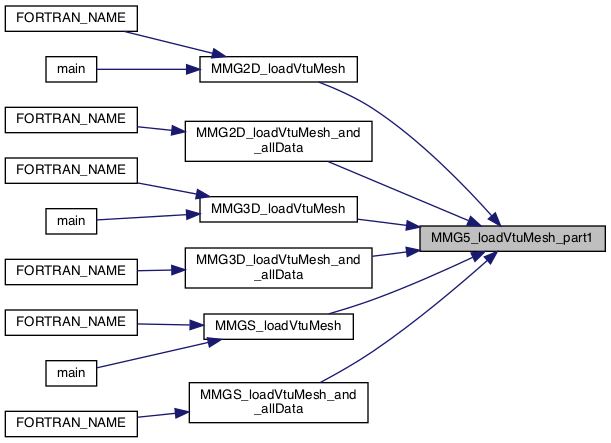 FORTRAN_NAME
main
MMG2D_loadVtuMesh
FORTRAN_NAME
MMG2D_loadVtuMesh_and
_allData
FORTRAN_NAME
MMG3D_loadVtuMesh
main
MMG5_loadVtuMesh_part1
FORTRAN_NAME
MMG3D_loadVtuMesh_and
_allData
FORTRAN_NAME
MMGS_loadVtuMesh
main
MMGS_loadVtuMesh_and
_allData
FORTRAN_NAME